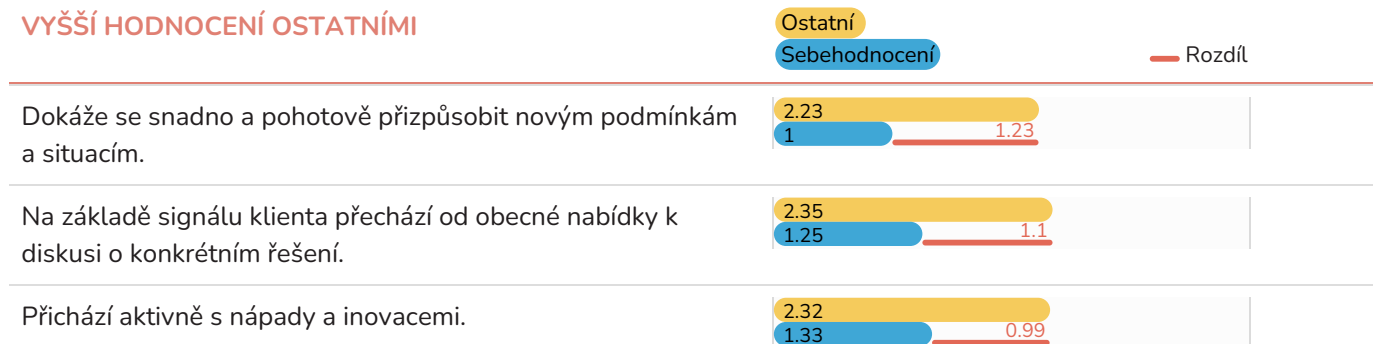 VYŠŠÍ HODNOCENÍ OSTATNÍMI
Ostatní
Sebehodnocení
Rozdíl
Dokáže se snadno a pohotově přizpůsobit novým podmínkám
a situacím.
2.23
1
1.23
Na základě signálu klienta přechází od obecné nabídky k
diskusi o konkrétním řešení.
2.35
1.25
1.1
Přichází aktivně s nápady a inovacemi.
2.32
1.33
0.99